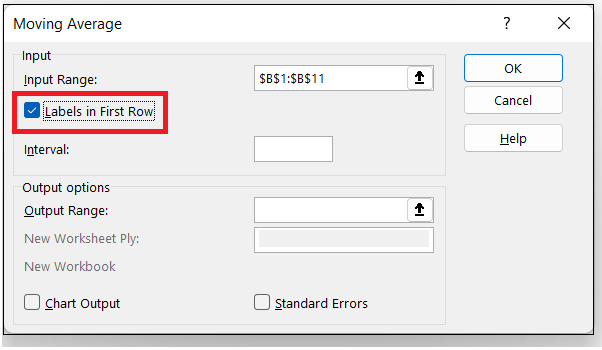 Moving Average ?
Input
Input Range: $B$1:$B$11
OK
Labels in First Row
Cancel
Interval:
Help
Output options
Output Range:
New Worksheet Ply:
New Workbook
Chart Output Standard Errors